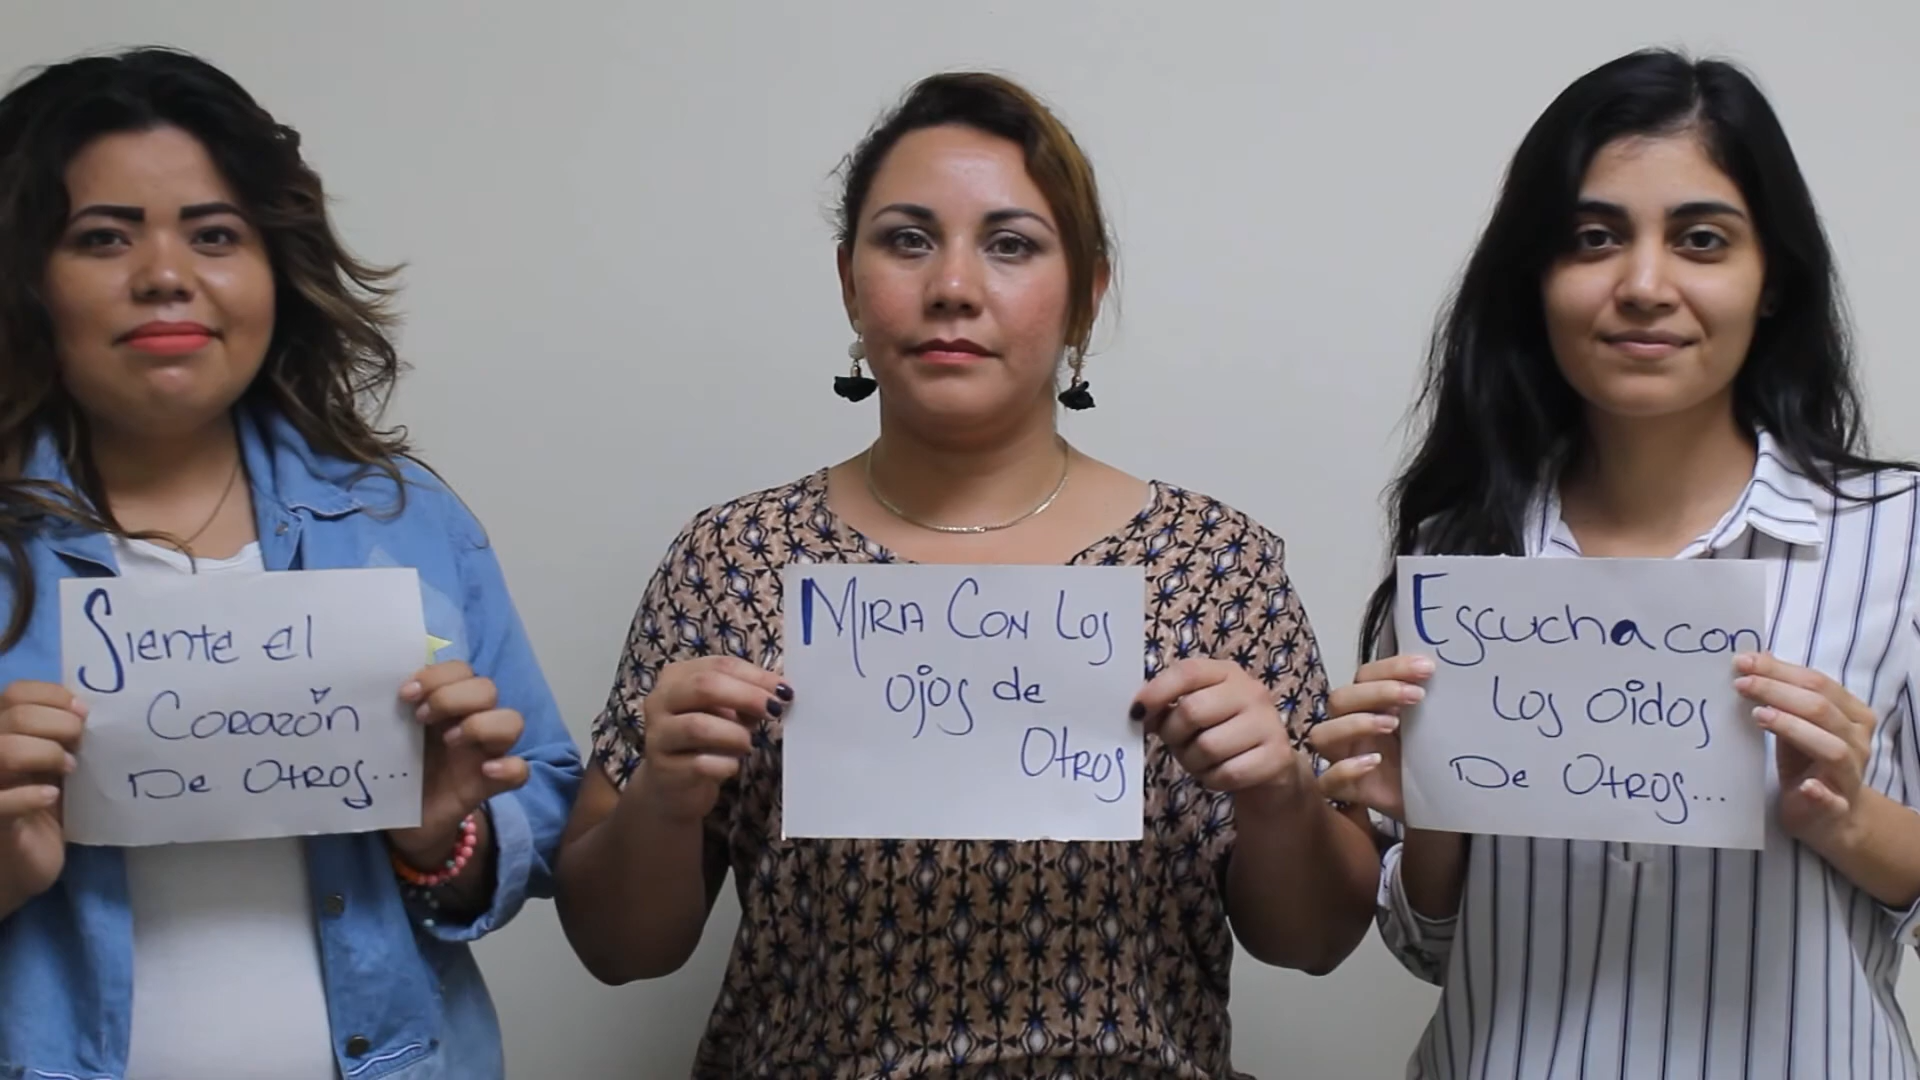 Siente el
Corazón
De Otros...
Mira Con Los
Ojos de
Otros
Escucha con
Los oidos
De Otros...